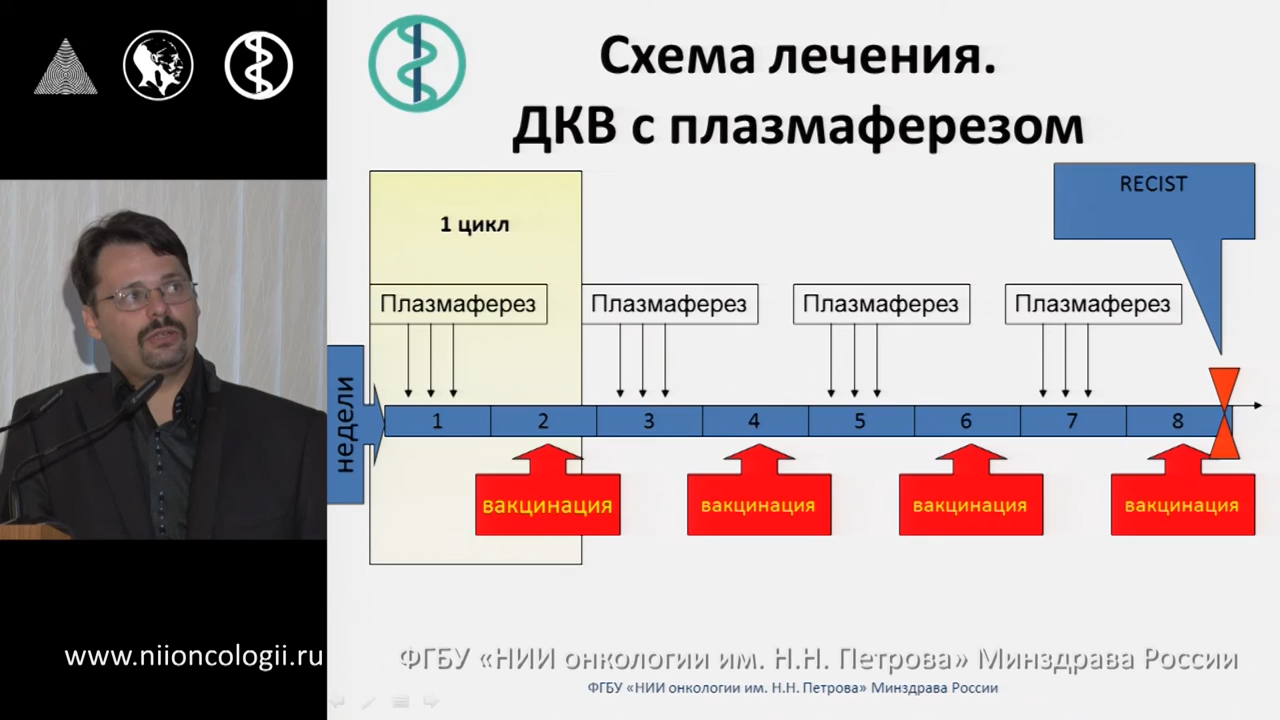 Схема лечения.
ДКВ с плазмаферезом
RECIST
1 цикл
Плазмаферез
Плазмаферез
Плазмаферез
Плазмаферез
недели
1 2 3 4 5 6 7 8
вакцинация
вакцинация
вакцинация
вакцинация
www.niioncologii.ru
ФГБУ «НИИ онкологии им. Н.Н. Петрова» Минздрава России
ФГБУ «НИИ онкологии им. Н.Н. Петрова» Минздрава России